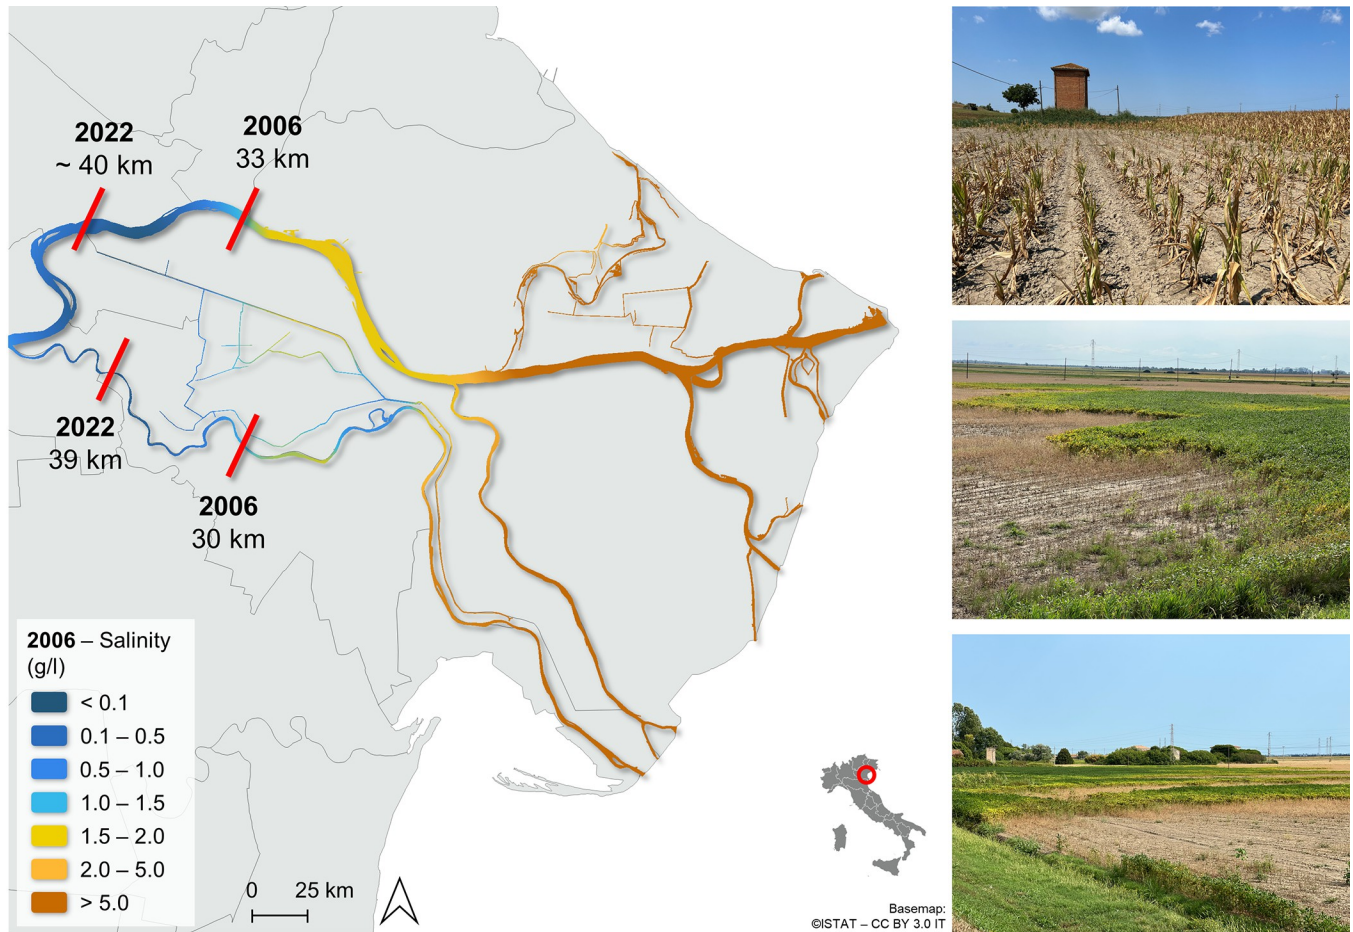 2022
~ 40 km
2006
33 km
2022
39 km
2006
30 km
2006 – Salinity
(g/l)
< 0.1
0.1 – 0.5
0.5 – 1.0
1.0 – 1.5
1.5 – 2.0
2.0 – 5.0
> 5.0
0 25 km
Basemap:
©ISTAT – CC BY 3.0 IT